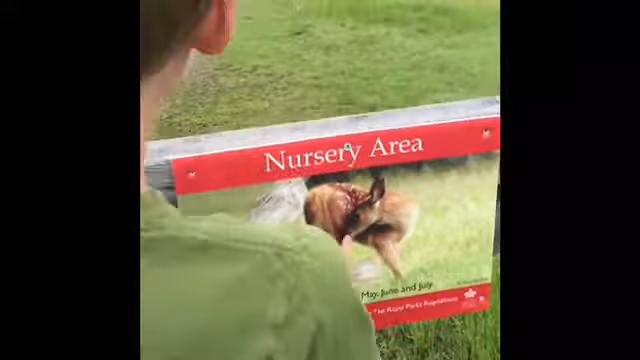 Nursery Area
May, June and July
The Royal Parks Regulations